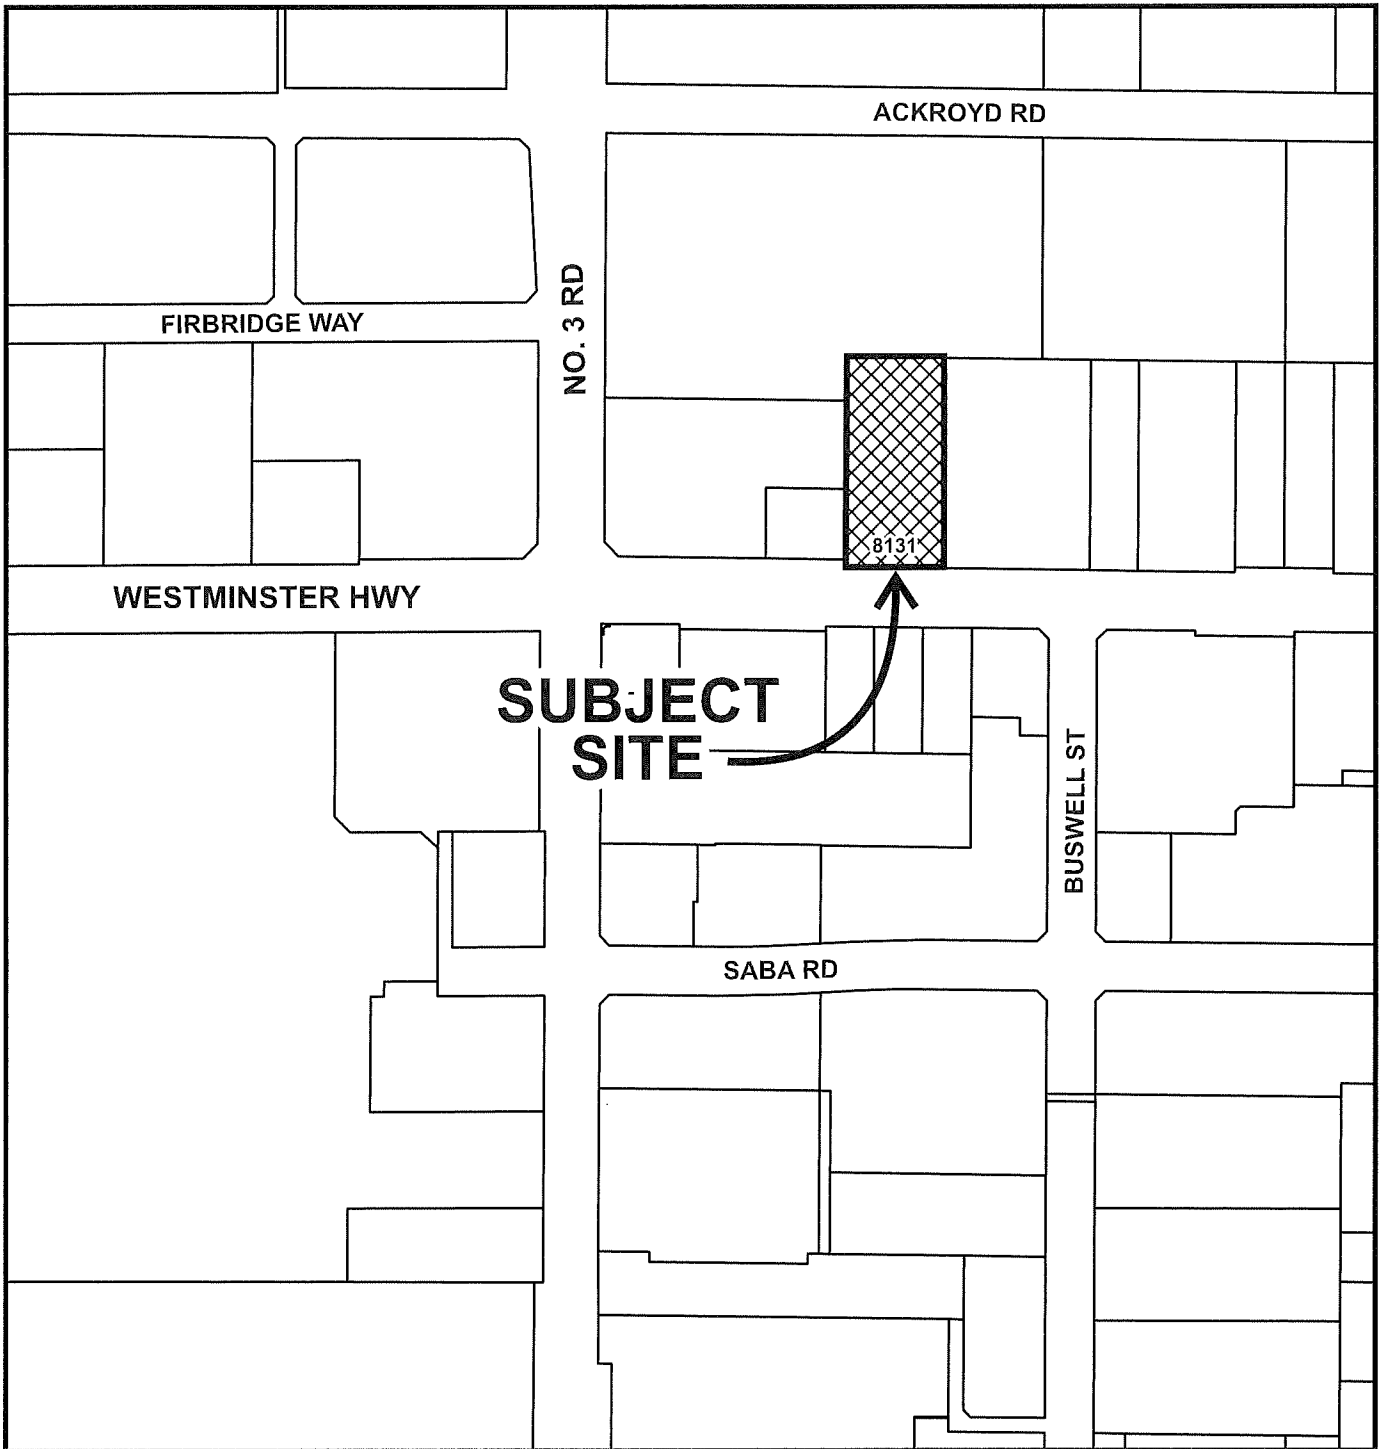 ACKROYD RD
FIRBRIDGE WAY
NO. 3 RD
8131
WESTMINSTER HWY
SUBJECT
SITE
BUSWELL ST
SABA RD